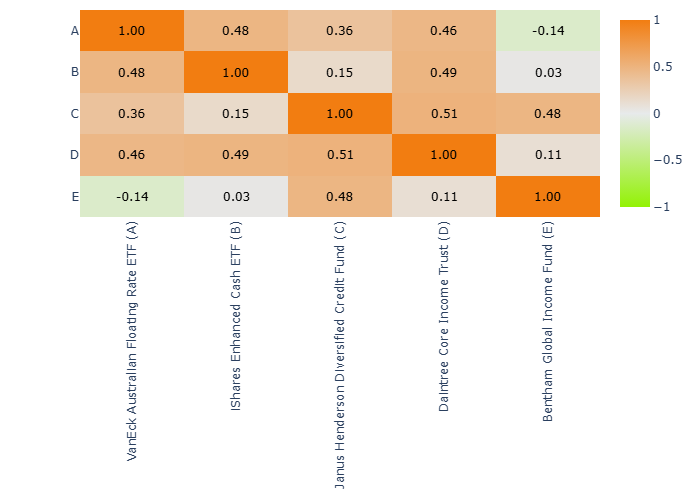 A 1.00 0.48 0.36 0.46 -0.14
B 0.48 1.00 0.15 0.49 0.03
C 0.36 0.15 1.00 0.51 0.48
D 0.46 0.49 0.51 1.00 0.11
E -0.14 0.03 0.48 0.11 1.00
VanEck Australian Floating Rate ETF (A)
iShares Enhanced Cash ETF (B)
Janus Henderson Diversified Credit Fund (C)
Daintree Core Income Trust (D)
Bentham Global Income Fund (E)
1
0.5
0
−0.5
−1